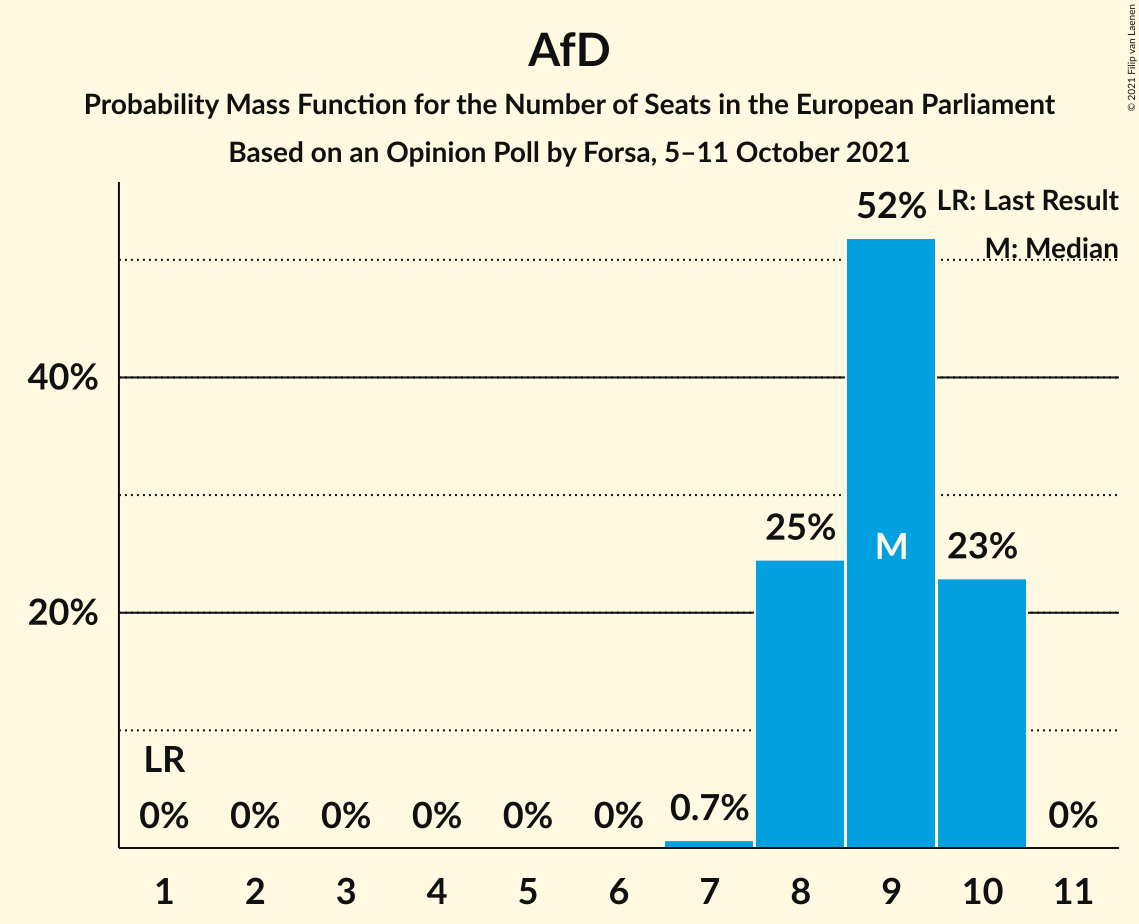 AfD
Probability Mass Function for the Number of Seats in the European Parliament
Based on an Opinion Poll by Forsa, 5–11 October 2021
© 2021 Filip van Laenen
LR: Last Result
M: Median
52%
40%
25%
M
23%
20%
LR
0% 0% 0% 0% 0% 0% 0.7% 0%
1 2 3 4 5 6 7 8 9 10 11